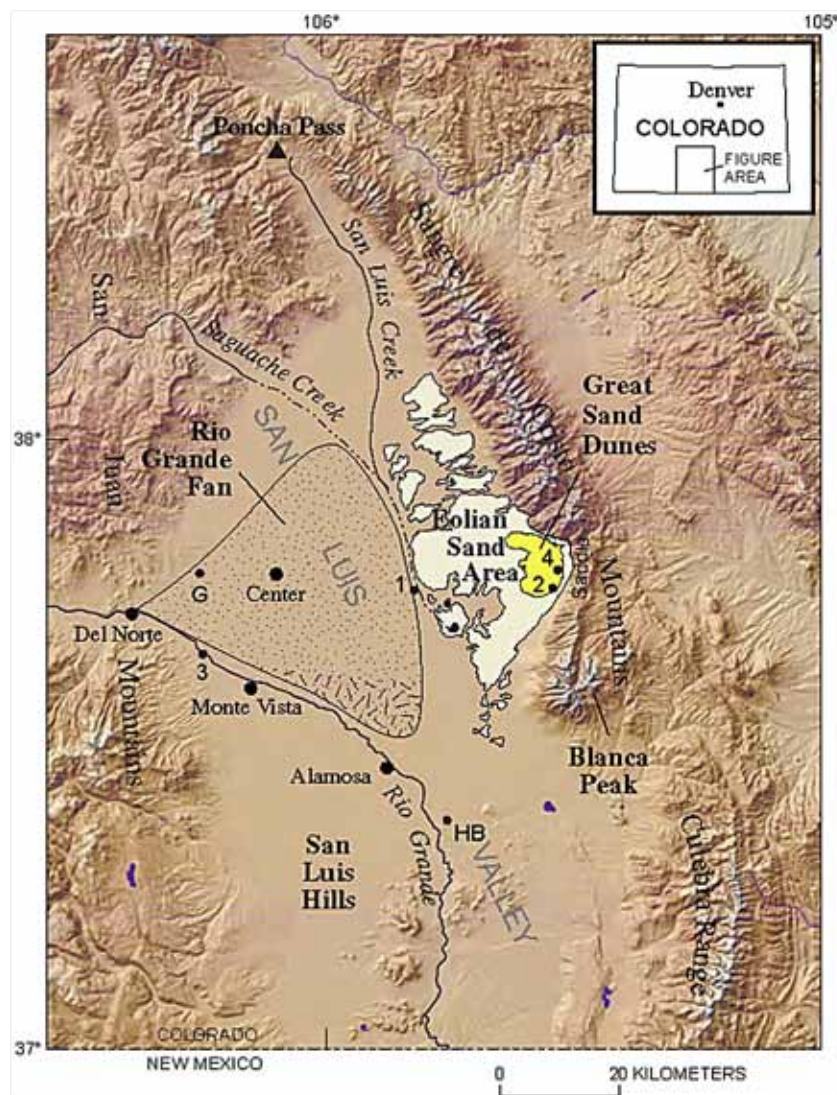 106°
105°
Denver
COLORADO
FIGURE
AREA
Poncha Pass
San Luis Creek
Sangre de Cristo
San
Saguache Creek
Great
Sand
Dunes
38°
SAN
Rio
Grande
Fan
Juan
Eolian
Sand
Area
LUIS
4
2
1
Mountains
G
Center
Del Norte
3
Mountains
Monte Vista
Blanca
Peak
Alamosa
Rio Grande
HB
San
Luis
Hills
VALLEY
Culebra Range
37°
COLORADO
NEW MEXICO
0
20 KILOMETERS